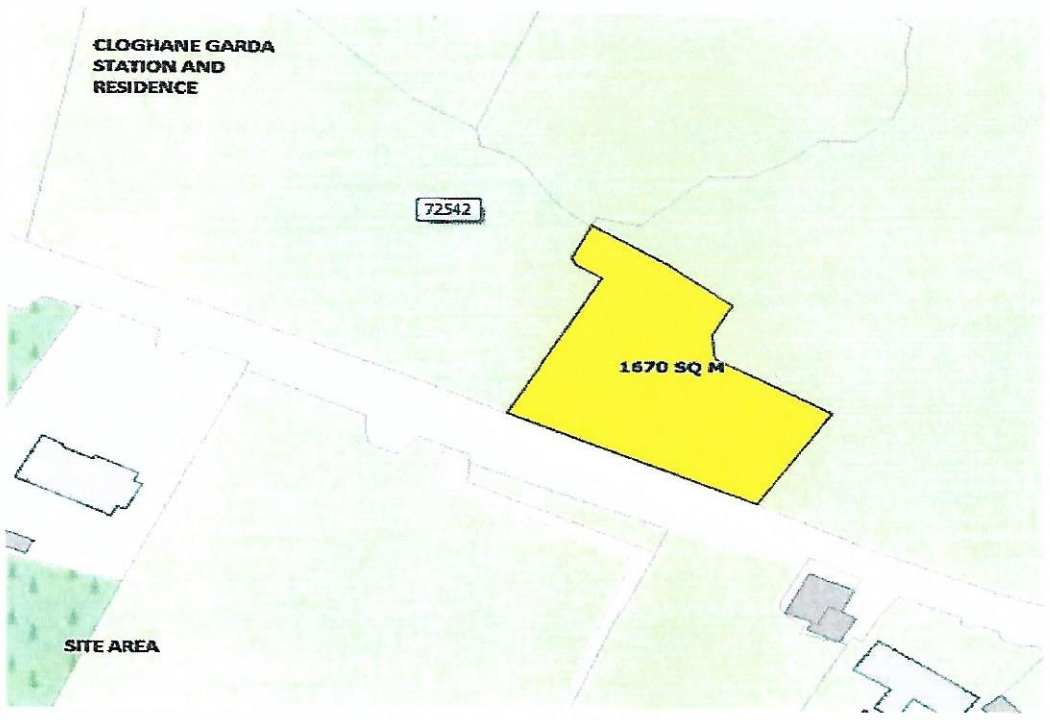 CLOGHANE GARDA
STATION AND
RESIDENCE
72542
1670 SQ M
SITE AREA